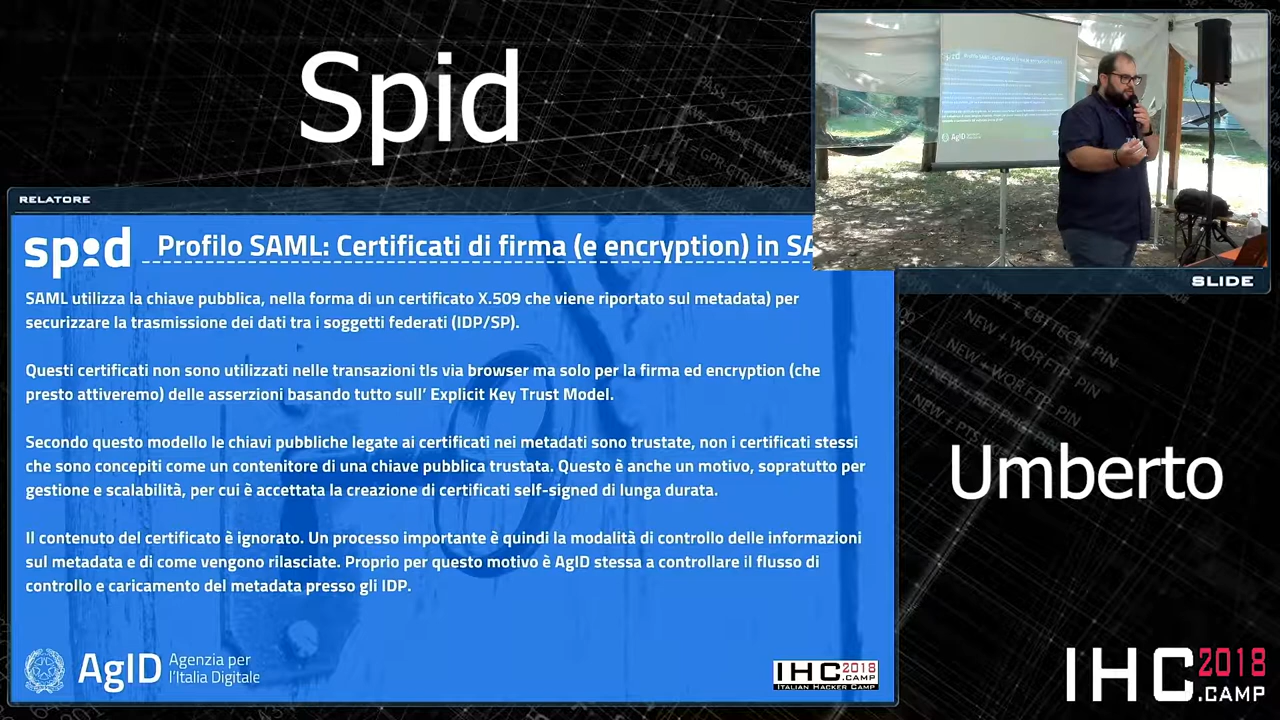 Spid
RELATORE
spid
Profilo SAML: Certificati di firma (e encryption) in SA
SAML utilizza la chiave pubblica, nella forma di un certificato X.509 che viene riportato sul metadata) per
securizzare la trasmissione dei dati tra i soggetti federati (IDP/SP).
Questi certificati non sono utilizzati nelle transazioni tls via browser ma solo per la firma ed encryption (che
presto attiveremo) delle asserzioni basando tutto sull' Explicit Key Trust Model.
Secondo questo modello le chiavi pubbliche legate ai certificati nei metadati sono trustate, non i certificati stessi
che sono concepiti come un contenitore di una chiave pubblica trustata. Questo è anche un motivo, sopratutto per
gestione e scalabilità, per cui è accettata la creazione di certificati self-signed di lunga durata.
Il contenuto del certificato è ignorato. Un processo importante è quindi la modalità di controllo delle informazioni
sul metadata e di come vengono rilasciate. Proprio per questo motivo è AgID stessa a controllare il flusso di
controllo e caricamento del metadata presso gli IDP.
AgID
Agenzia per
l'Italia Digitale
IHC 2018
.CAMP
ITALIAN HACKER CAMP
SLIDE
NEW + CBTTECH+ PIN
NEW + WOR FTP- PIN
Umberto
IHC 2018
.CAMP